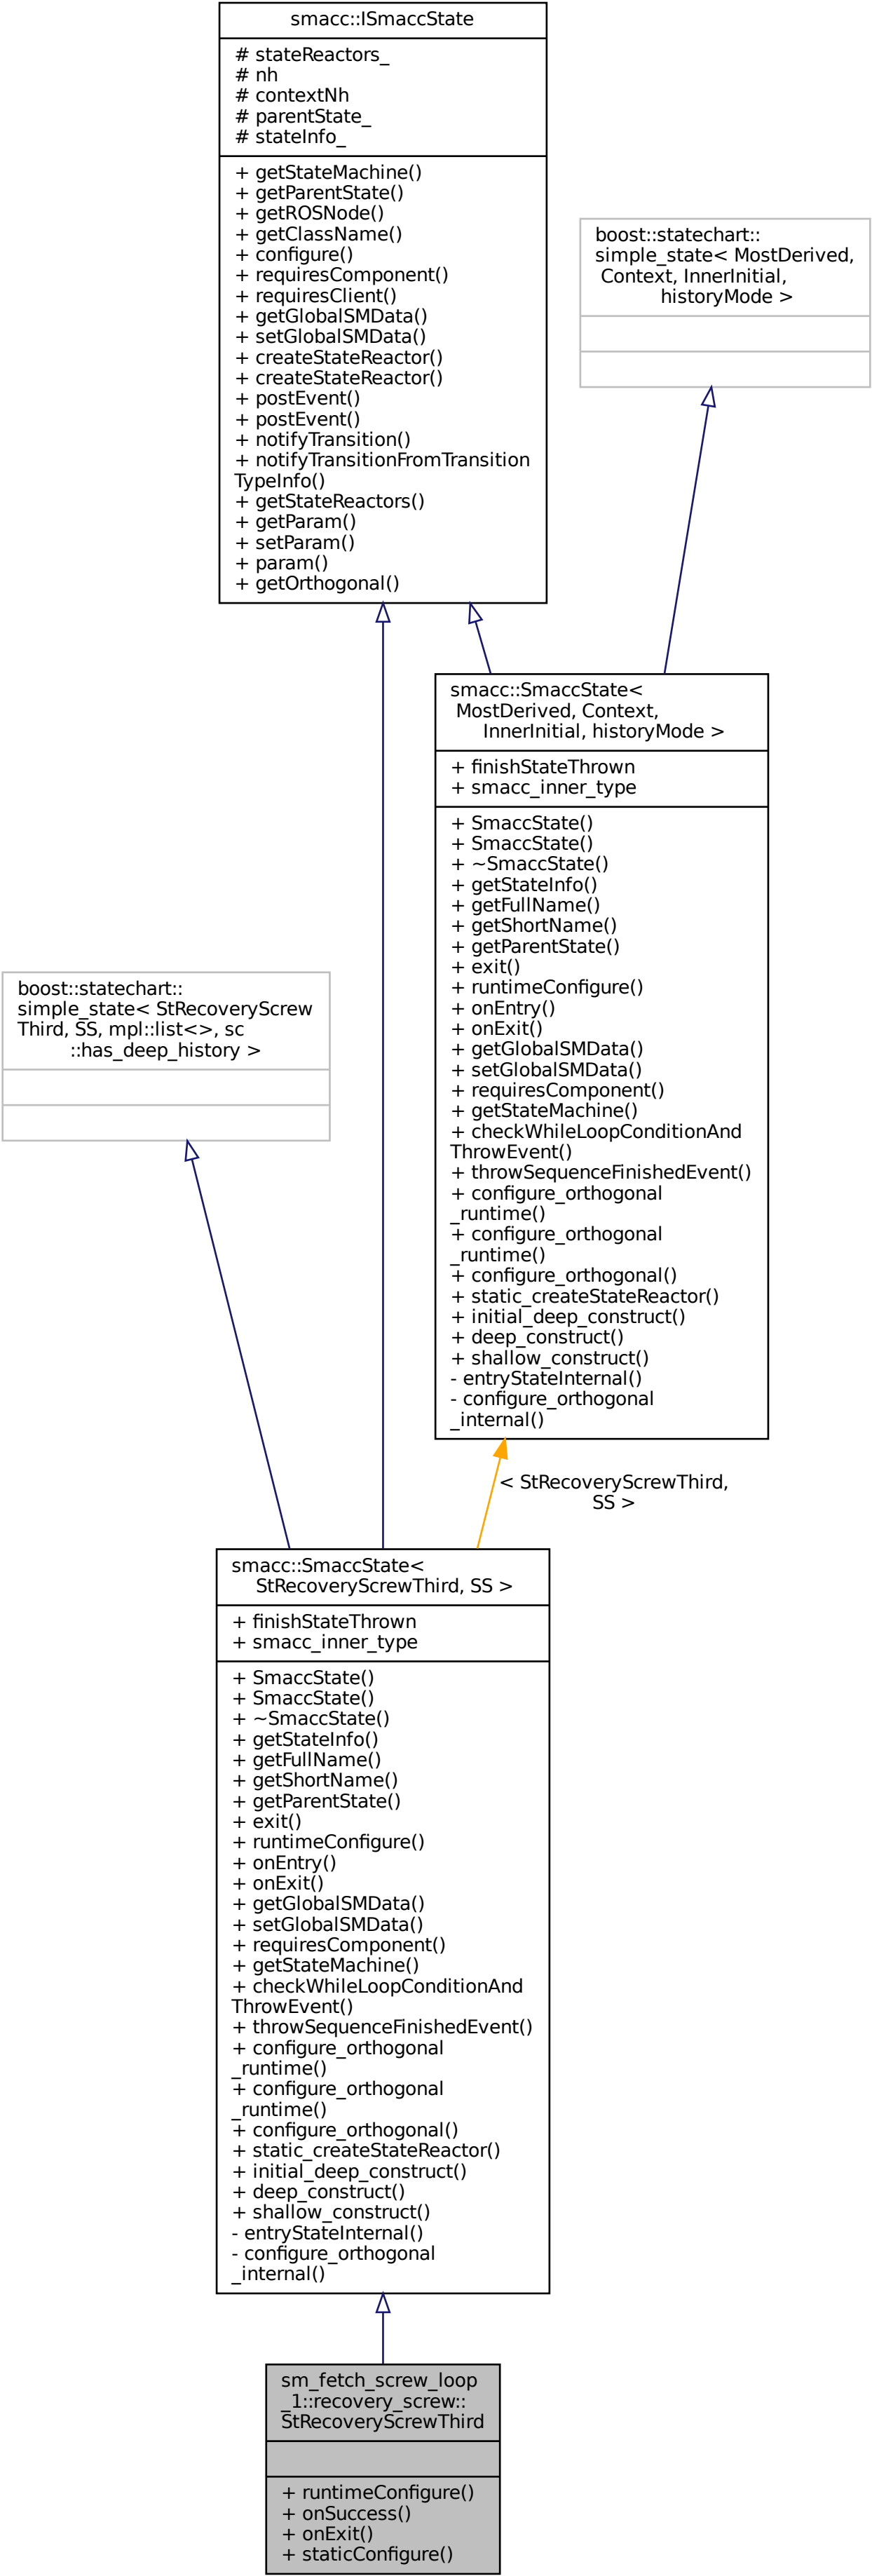 smacc::ISmaccState
# stateReactors_
# nh
# contextNh
# parentState_
# stateInfo_
+ getStateMachine()
+ getParentState()
+ getROSNode()
+ getClassName()
+ configure()
+ requiresComponent()
+ requiresClient()
+ getGlobalSMData()
+ setGlobalSMData()
+ createStateReactor()
+ createStateReactor()
+ postEvent()
+ postEvent()
+ notifyTransition()
+ notifyTransitionFromTransition
TypeInfo()
+ getStateReactors()
+ getParam()
+ setParam()
+ param()
+ getOrthogonal()
boost::statechart::
simple_state< MostDerived,
Context, InnerInitial,
historyMode >
smacc::SmaccState<
MostDerived, Context,
InnerInitial, historyMode >
+ finishStateThrown
+ smacc_inner_type
+ SmaccState()
+ SmaccState()
+ ~SmaccState()
+ getStateInfo()
+ getFullName()
+ getShortName()
+ getParentState()
+ exit()
+ runtimeConfigure()
+ onEntry()
+ onExit()
+ getGlobalSMData()
+ setGlobalSMData()
+ requiresComponent()
+ getStateMachine()
+ checkWhileLoopConditionAnd
ThrowEvent()
+ throwSequenceFinishedEvent()
+ configure_orthogonal
_runtime()
+ configure_orthogonal
_runtime()
+ configure_orthogonal()
+ static_createStateReactor()
+ initial_deep_construct()
+ deep_construct()
+ shallow_construct()
- entryStateInternal()
- configure_orthogonal
_internal()
boost::statechart::
simple_state< StRecoveryScrew
Third, SS, mpl::list<>, sc
::has_deep_history >
< StRecoveryScrewThird,
SS >
smacc::SmaccState<
StRecoveryScrewThird, SS >
+ finishStateThrown
+ smacc_inner_type
+ SmaccState()
+ SmaccState()
+ ~SmaccState()
+ getStateInfo()
+ getFullName()
+ getShortName()
+ getParentState()
+ exit()
+ runtimeConfigure()
+ onEntry()
+ onExit()
+ getGlobalSMData()
+ setGlobalSMData()
+ requiresComponent()
+ getStateMachine()
+ checkWhileLoopConditionAnd
ThrowEvent()
+ throwSequenceFinishedEvent()
+ configure_orthogonal
_runtime()
+ configure_orthogonal
_runtime()
+ configure_orthogonal()
+ static_createStateReactor()
+ initial_deep_construct()
+ deep_construct()
+ shallow_construct()
- entryStateInternal()
- configure_orthogonal
_internal()
sm_fetch_screw_loop
_1::recovery_screw::
StRecoveryScrewThird
+ runtimeConfigure()
+ onSuccess()
+ onExit()
+ staticConfigure()